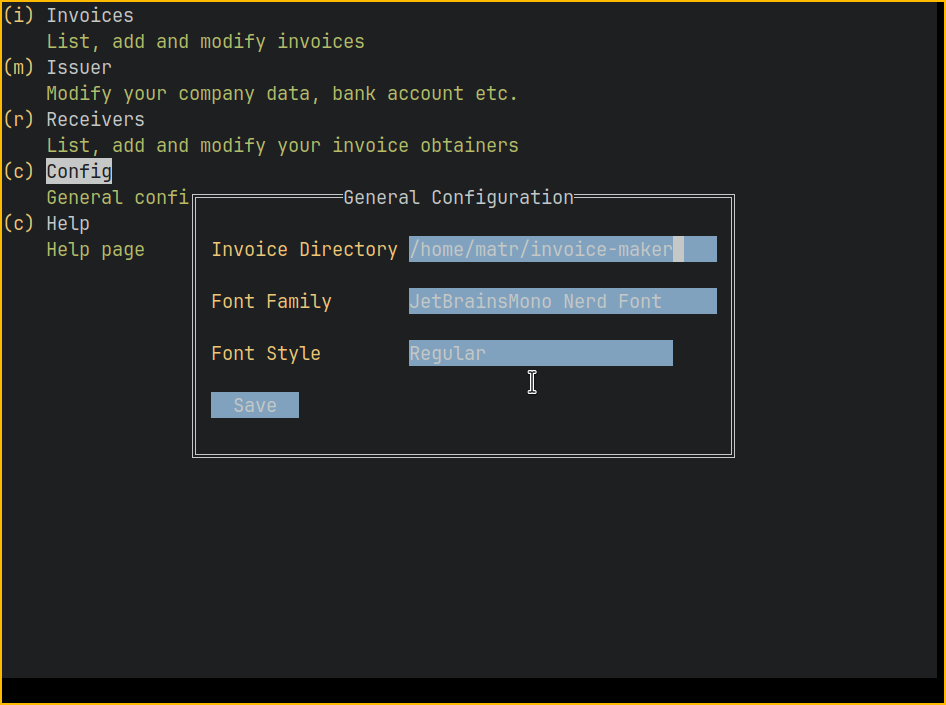 (i) Invoices
List, add and modify invoices
(m) Issuer
Modify your company data, bank account etc.
(r) Receivers
List, add and modify your invoice obtainers
(c) Config
General confi
General Configuration
(c) Help
Help page
Invoice Directory /home/matr/invoice-maker
Font Family JetBrainsMono Nerd Font
Font Style Regular
Save